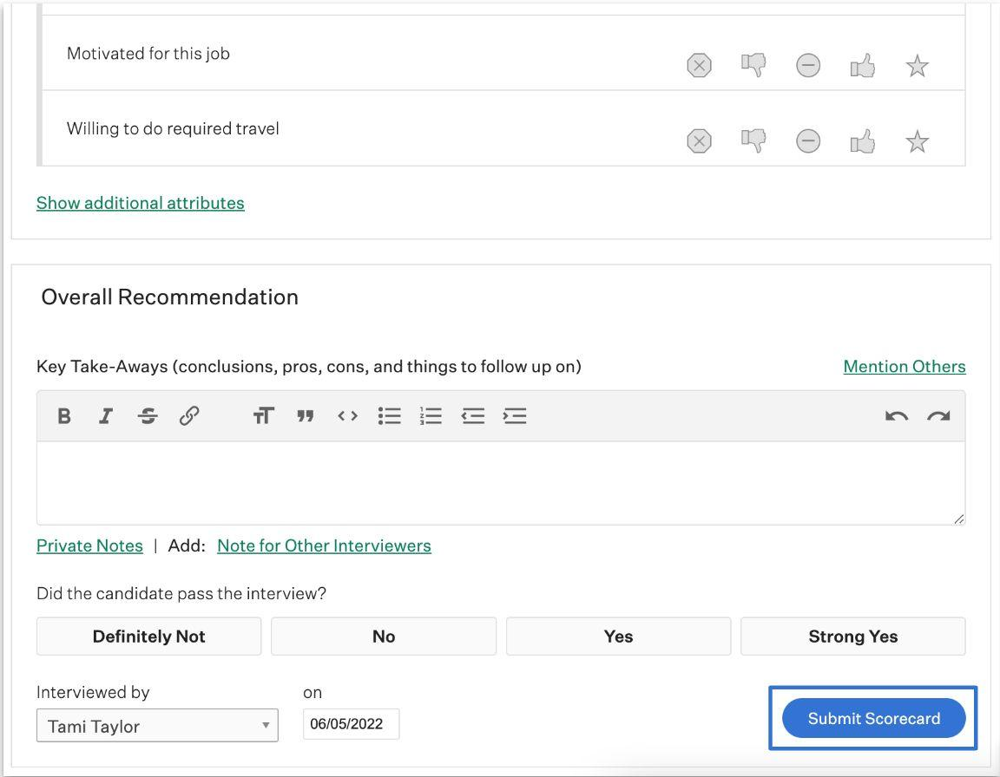 Motivated for this job
Willing to do required travel
Show additional attributes
Overall Recommendation
Key Take-Aways (conclusions, pros, cons, and things to follow up on)
Mention Others
Private Notes | Add: Note for Other Interviewers
Did the candidate pass the interview?
Definitely Not
No
Yes
Strong Yes
Interviewed by
on
Tami Taylor
06/05/2022
Submit Scorecard